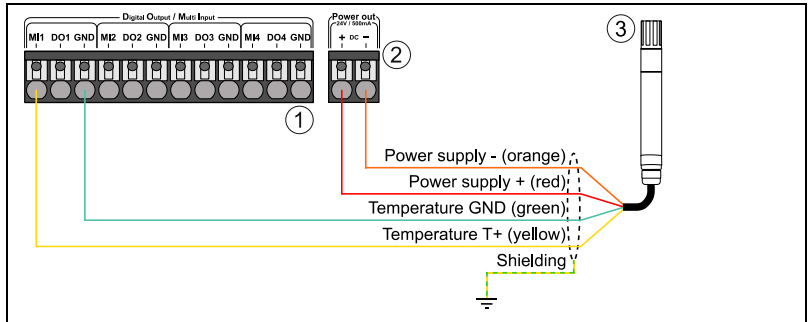 Digital Output / Multi Input
MI1 DO1 GND MI2 DO2 GND MI3 DO3 GND MI4 DO4 GND
1
Power out
24V / 500mA
+ DC -
2
3
Power supply - (orange)
Power supply + (red)
Temperature GND (green)
Temperature T+ (yellow)
Shielding